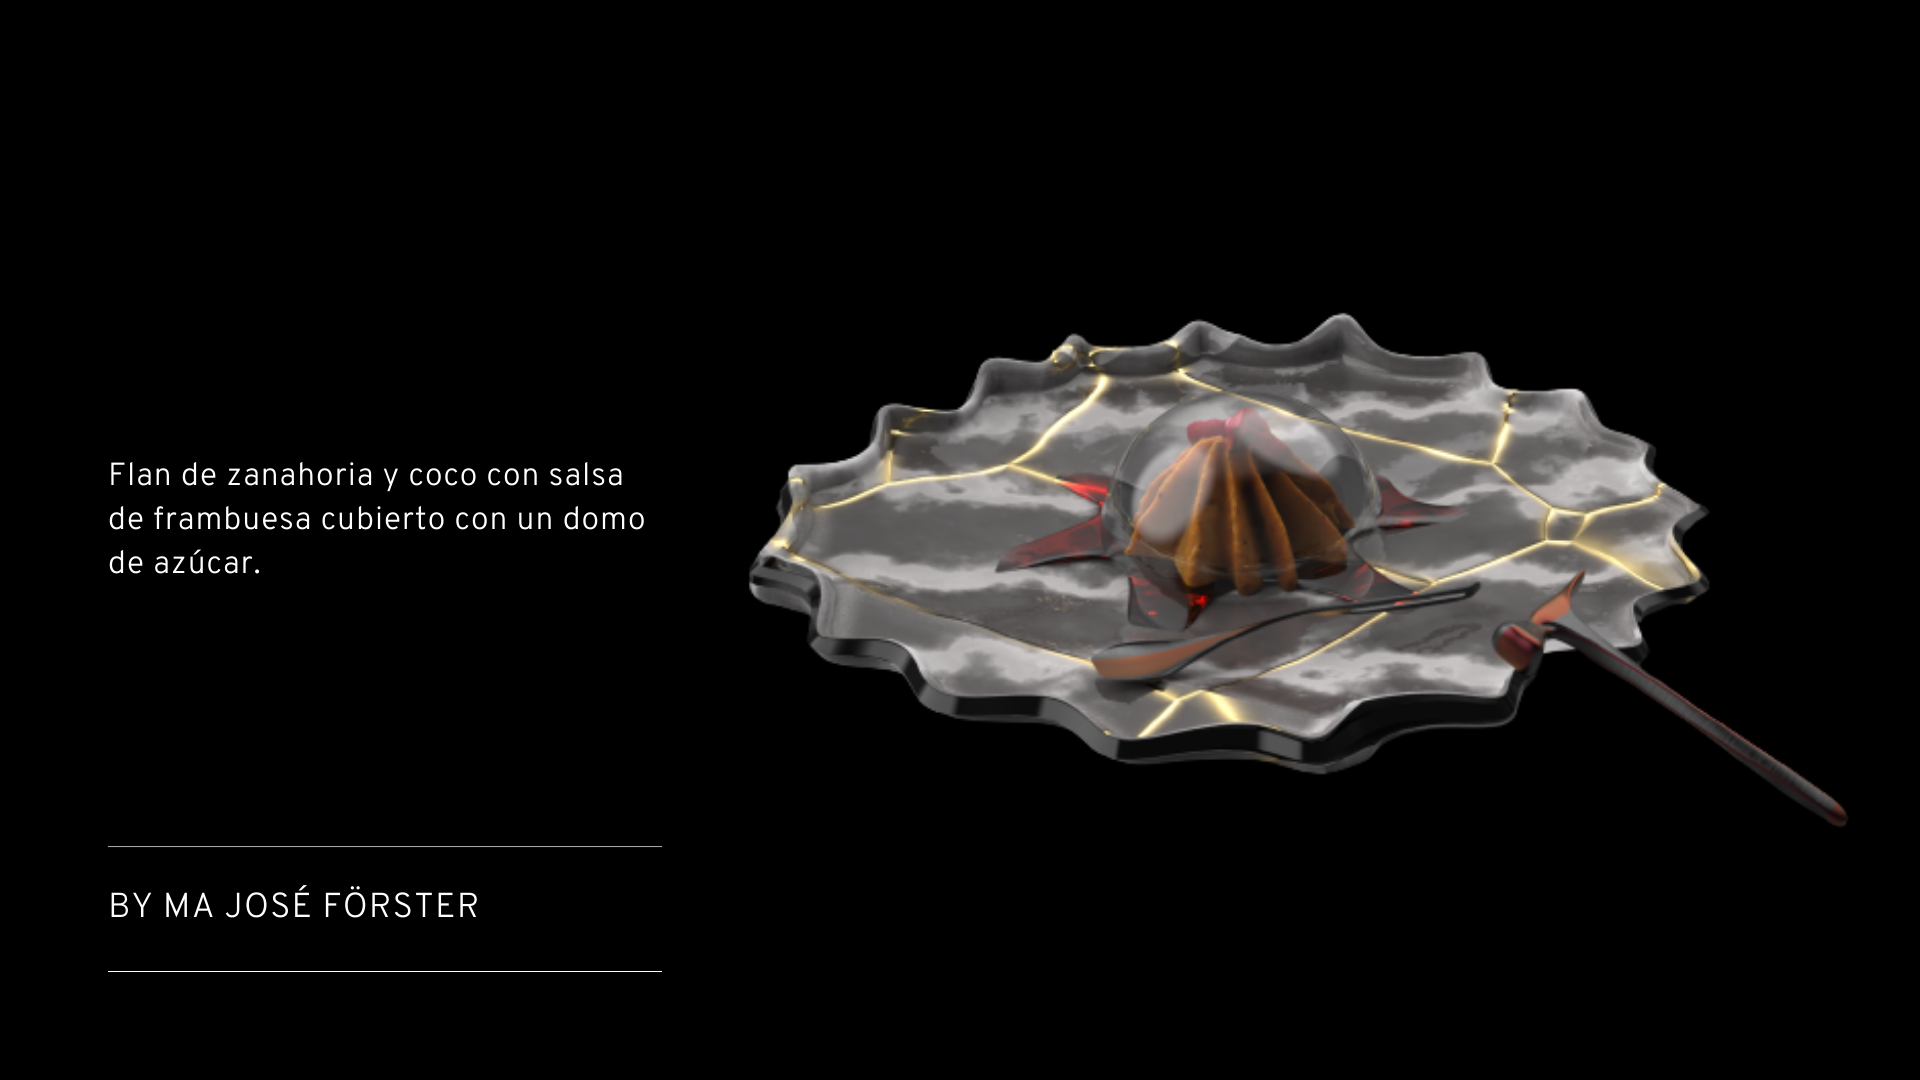 Flan de zanahoria y coco con salsa
de frambuesa cubierto con un domo
de azúcar.
BY MA JOSÉ FÖRSTER